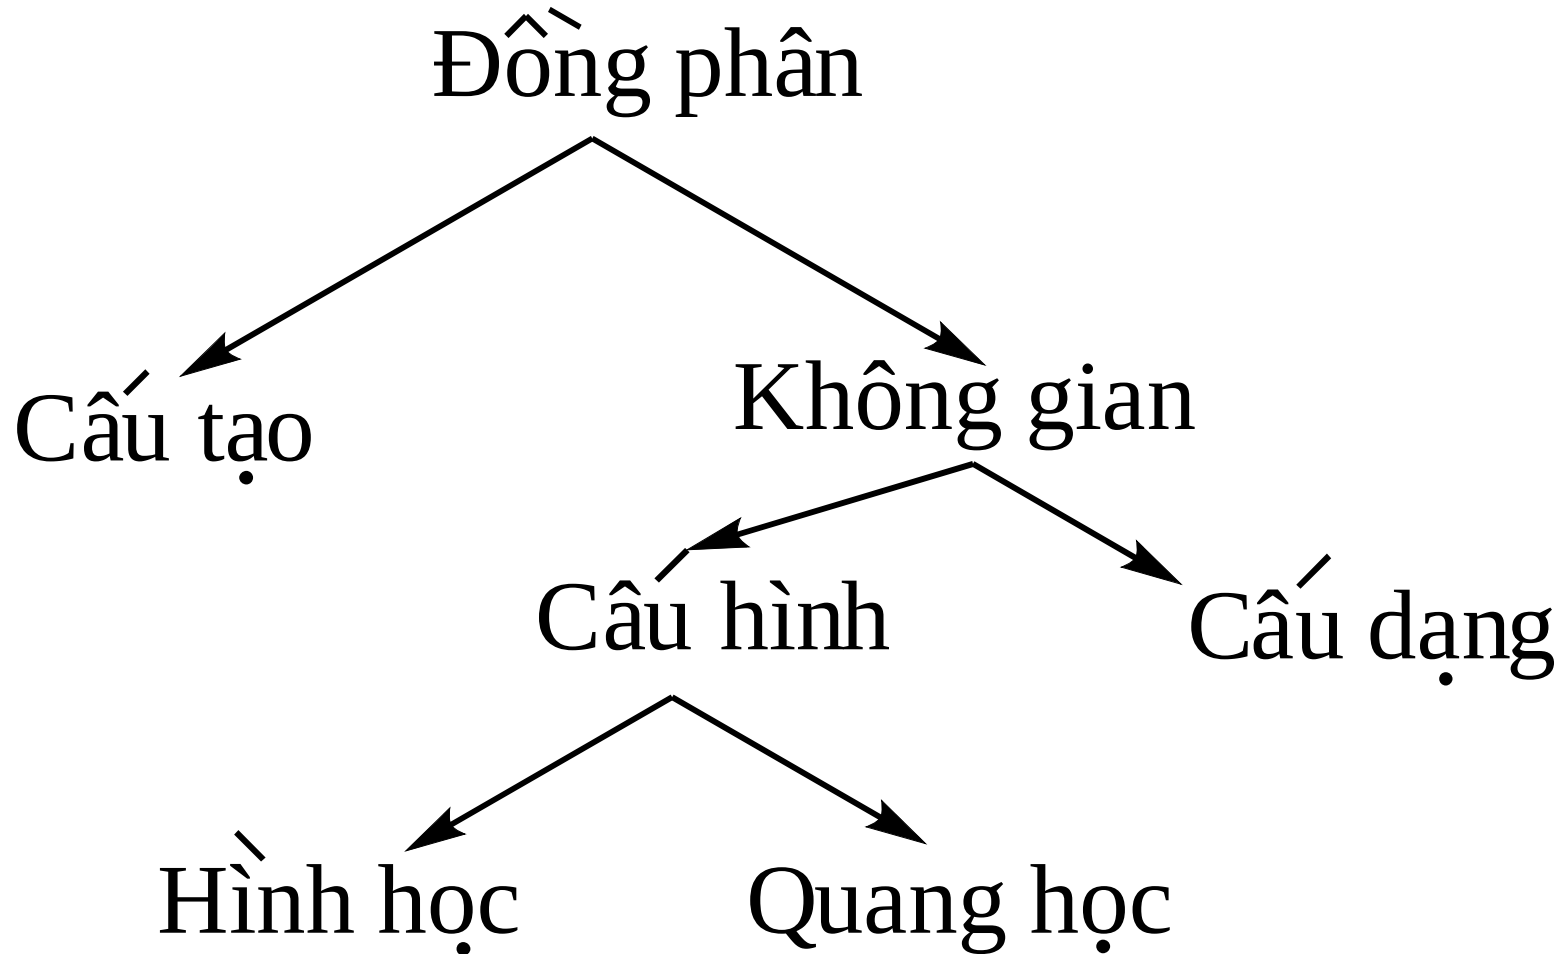 Đồng phân
Cấu tạo
Không gian
Cấu hình
Cấu dạng
Hình học
Quang học